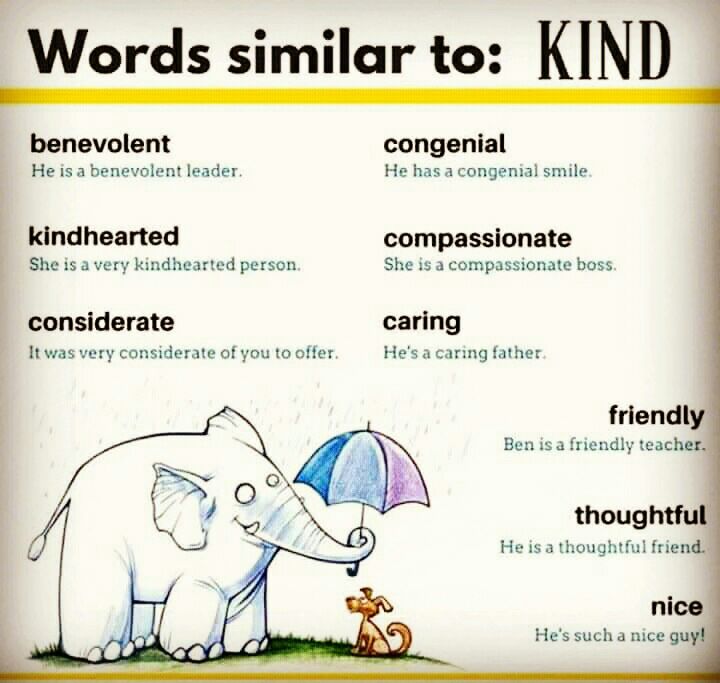 Words similar to: KIND
benevolent
He is a benevolent leader.
congenial
He has a congenial smile.
kindhearted
She is a very kindhearted person.
compassionate
She is a compassionate boss.
considerate
It was very considerate of you to offer.
caring
He's a caring father.
friendly
Ben is a friendly teacher.
thoughtful
He is a thoughtful friend.
nice
He's such a nice guy!